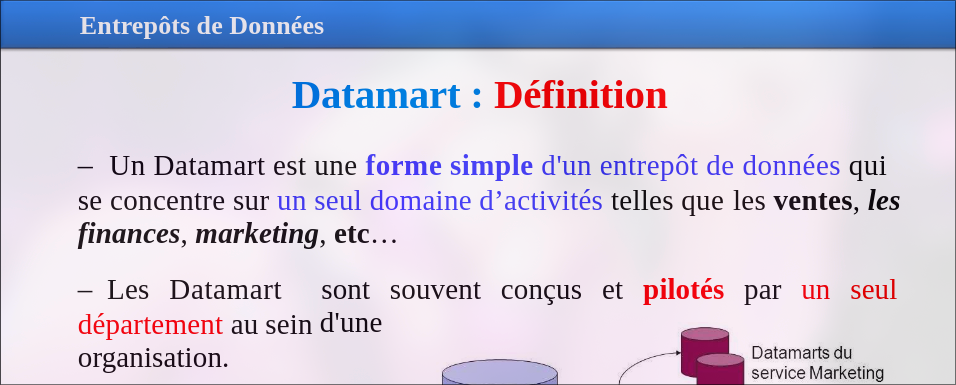 Entrepôts de Données
Datamart : Définition
– Un Datamart est une forme simple d'un entrepôt de données qui
se concentre sur un seul domaine d’activités telles que les ventes, les
finances, marketing, etc…
– Les Datamart sont souvent conçus et pilotés par un seul
département au sein d'une
organisation.
Datamarts du
service Marketing